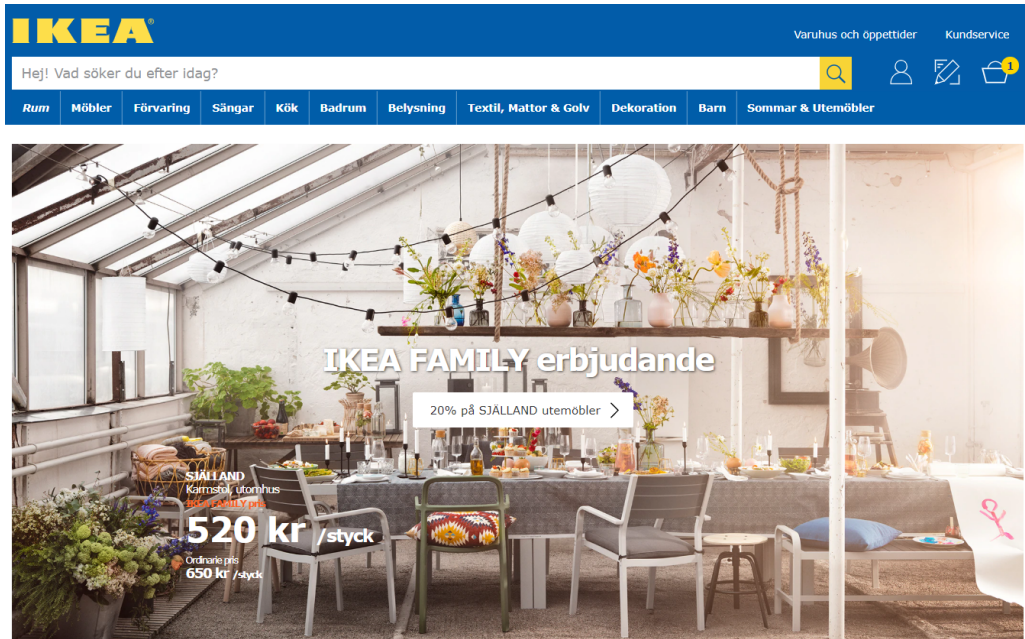 IKEA®
Varuhus och öppettider Kundservice
Hej! Vad söker du efter idag?
1
Rum Möbler Förvaring Sängar Kök Badrum Belysning Textil, Mattor & Golv Dekoration Barn Sommar & Utemöbler
IKEA FAMILY erbjudande
20% på SJÄLLAND utemöbler
SJÄLLAND
Karmstol, utomhus
IKEA FAMILY pris
520 kr /styck
Ordinarie pris
650 kr /styck